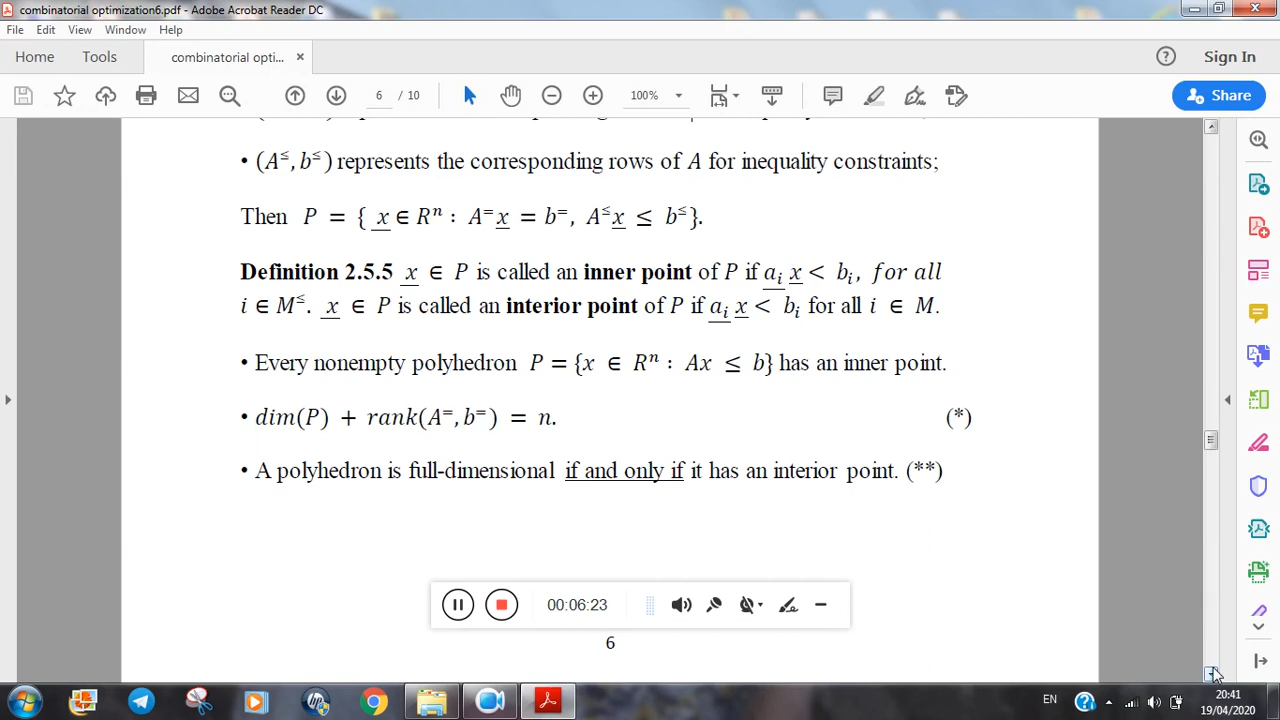 combinatorial optimization6.pdf - Adobe Acrobat Reader DC
File Edit View Window Help
Home Tools combinatorial opti... × Sign In
6 / 10 100% Share
• (A≤, b≤) represents the corresponding rows of A for inequality constraints;
Then P = { x ∈ Rⁿ : A⁼x = b⁼, A≤x ≤ b≤}.
Definition 2.5.5 x ∈ P is called an inner point of P if aᵢ x < bᵢ, for all
i ∈ M≤. x ∈ P is called an interior point of P if aᵢ x < bᵢ for all i ∈ M.
• Every nonempty polyhedron P = {x ∈ Rⁿ : Ax ≤ b} has an inner point.
• dim(P) + rank(A⁼, b⁼) = n. (*)
• A polyhedron is full-dimensional if and only if it has an interior point. (**)
00:06:23
6
EN 20:41
19/04/2020